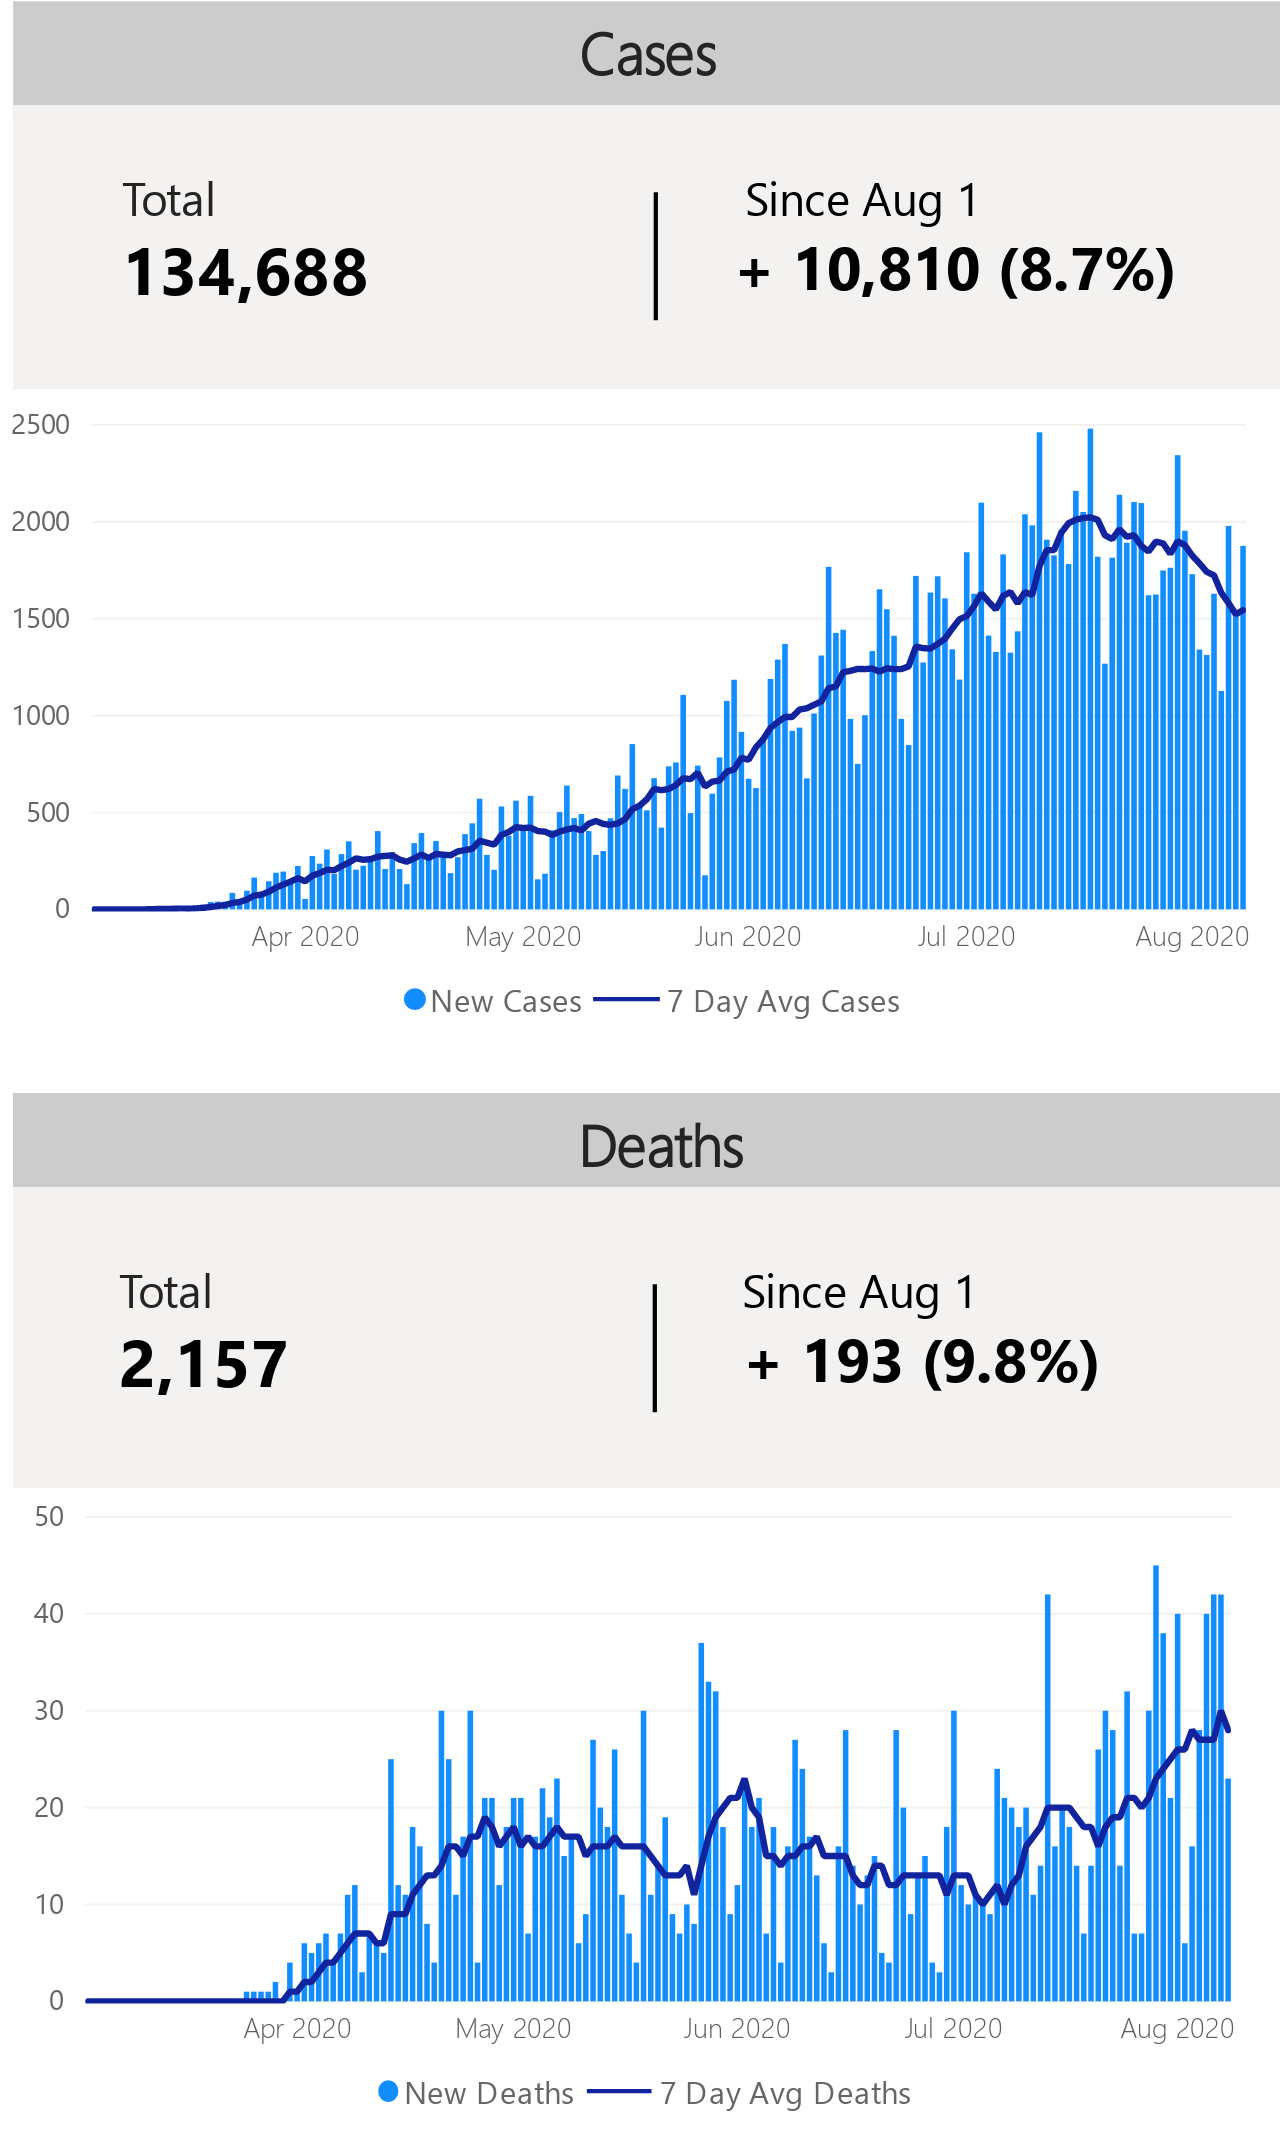 Cases
Total
Since Aug 1
134,688
+ 10,810 (8.7%)
2500
2000
1500
1000
500
0
Apr 2020
May 2020
Jun 2020
Jul 2020
Aug 2020
New Cases
7 Day Avg Cases
Deaths
Total
Since Aug 1
2,157
+ 193 (9.8%)
50
40
30
20
10
0
Apr 2020
May 2020
Jun 2020
Jul 2020
Aug 2020
New Deaths
7 Day Avg Deaths